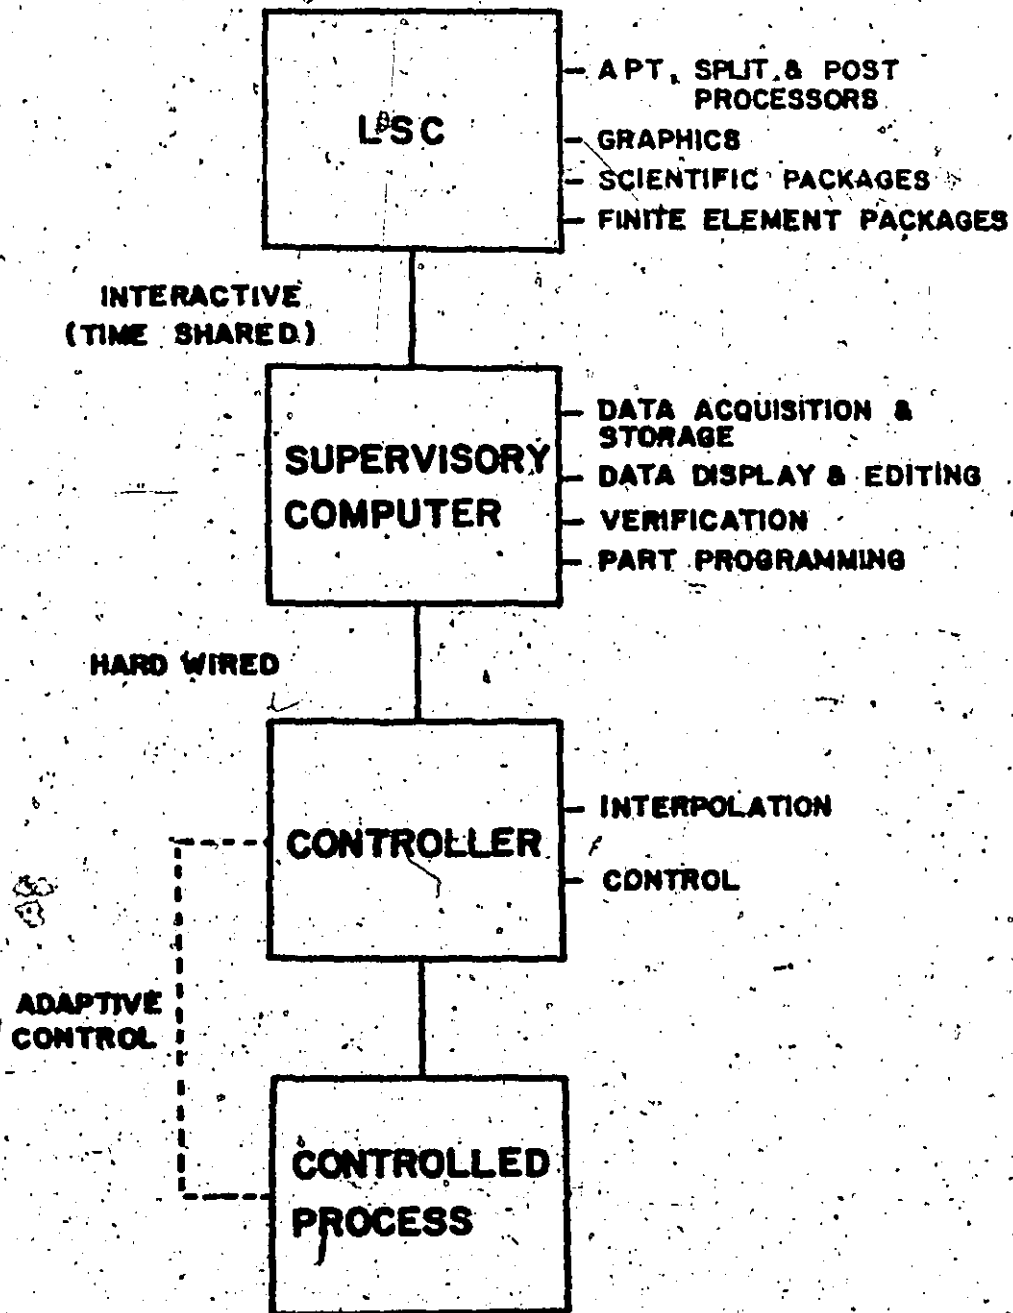 LSC
APT, SPLIT & POST
PROCESSORS
GRAPHICS
SCIENTIFIC PACKAGES
FINITE ELEMENT PACKAGES
INTERACTIVE
(TIME SHARED)
SUPERVISORY
COMPUTER
DATA ACQUISITION &
STORAGE
DATA DISPLAY & EDITING
VERIFICATION
PART PROGRAMMING
HARD WIRED
CONTROLLER
INTERPOLATION
CONTROL
ADAPTIVE
CONTROL
CONTROLLED
PROCESS